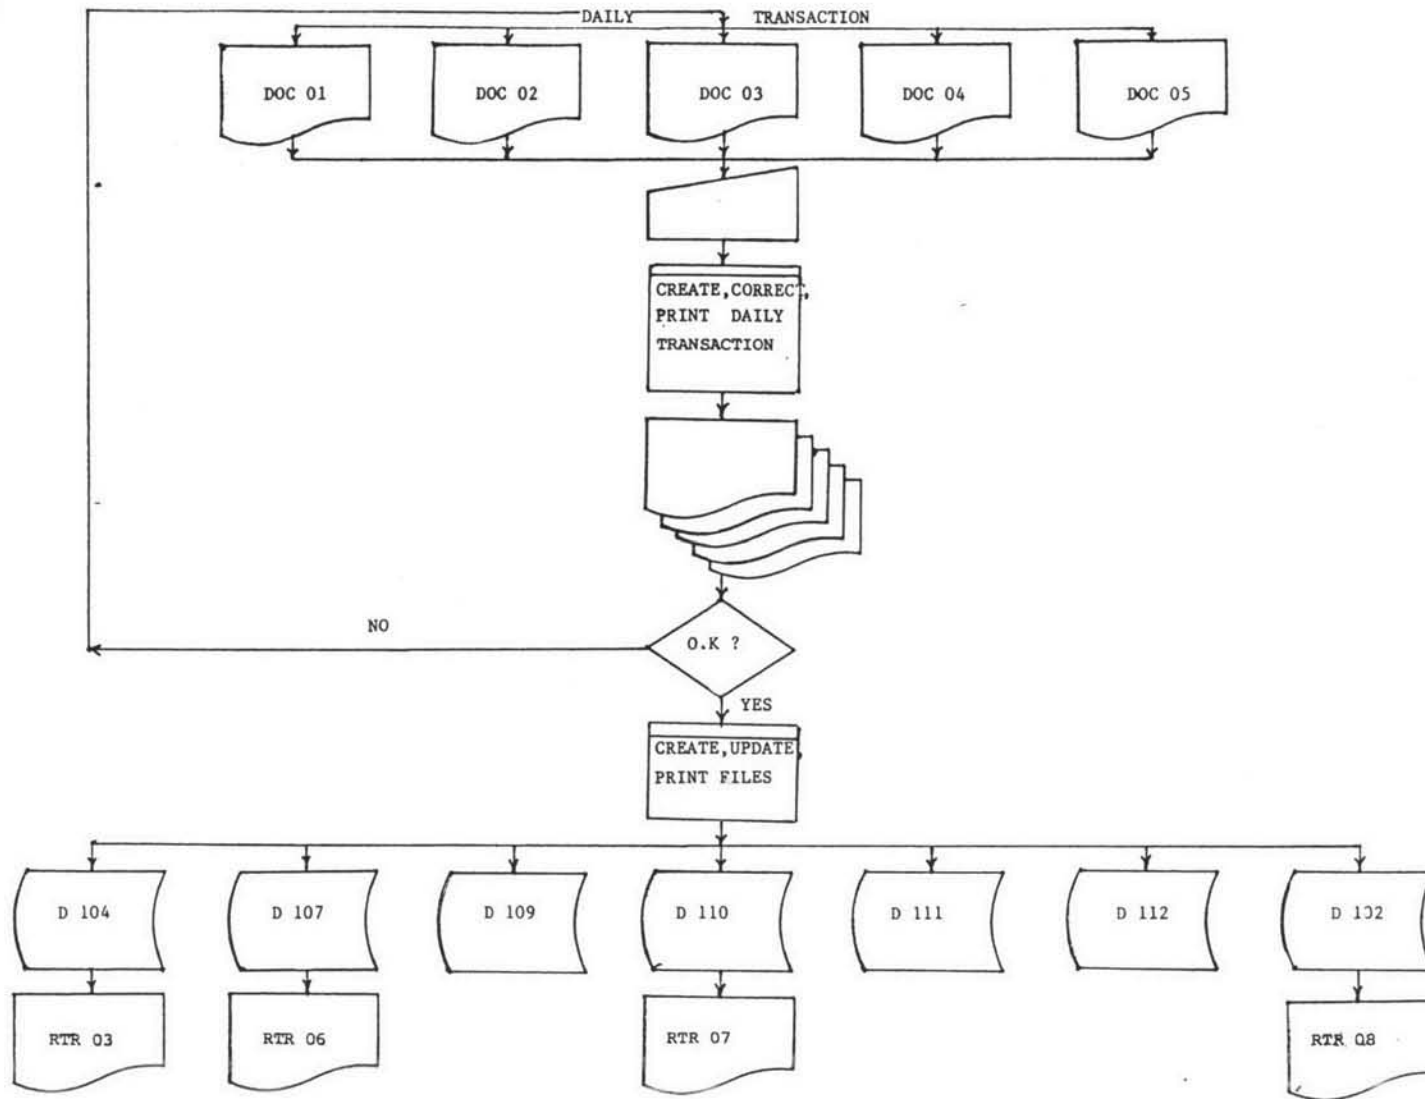 DAILY TRANSACTION
DOC 01 DOC 02 DOC 03 DOC 04 DOC 05
CREATE,CORRECT,
PRINT DAILY
TRANSACTION
NO
O.K ?
YES
CREATE,UPDATE,
PRINT FILES
D 104 D 107 D 109 D 110 D 111 D 112 D 102
RTR 03 RTR 06 RTR 07 RTR 08